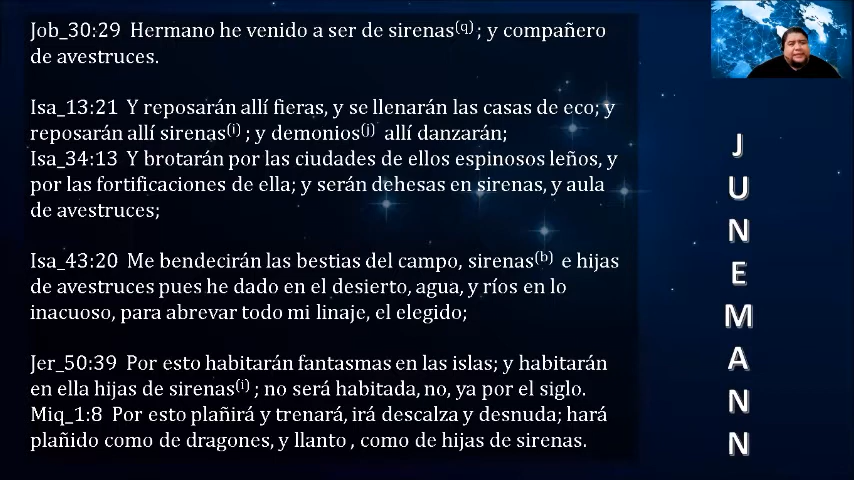 Job_30:29 Hermano he venido a ser de sirenas(q) ; y compañero
de avestruces.
Isa_13:21 Y reposarán allí fieras, y se llenarán las casas de eco; y
reposarán allí sirenas(i) ; y demonios(j) allí danzarán;
Isa_34:13 Y brotarán por las ciudades de ellos espinosos leños, y
por las fortificaciones de ella; y serán dehesas en sirenas, y aula
de avestruces;
Isa_43:20 Me bendecirán las bestias del campo, sirenas(b) e hijas
de avestruces pues he dado en el desierto, agua, y ríos en lo
inacuoso, para abrevar todo mi linaje, el elegido;
Jer_50:39 Por esto habitarán fantasmas en las islas; y habitarán
en ella hijas de sirenas(i) ; no será habitada, no, ya por el siglo.
Miq_1:8 Por esto plañirá y trenará, irá descalza y desnuda; hará
plañido como de dragones, y llanto , como de hijas de sirenas.
J
U
N
E
M
A
N
N